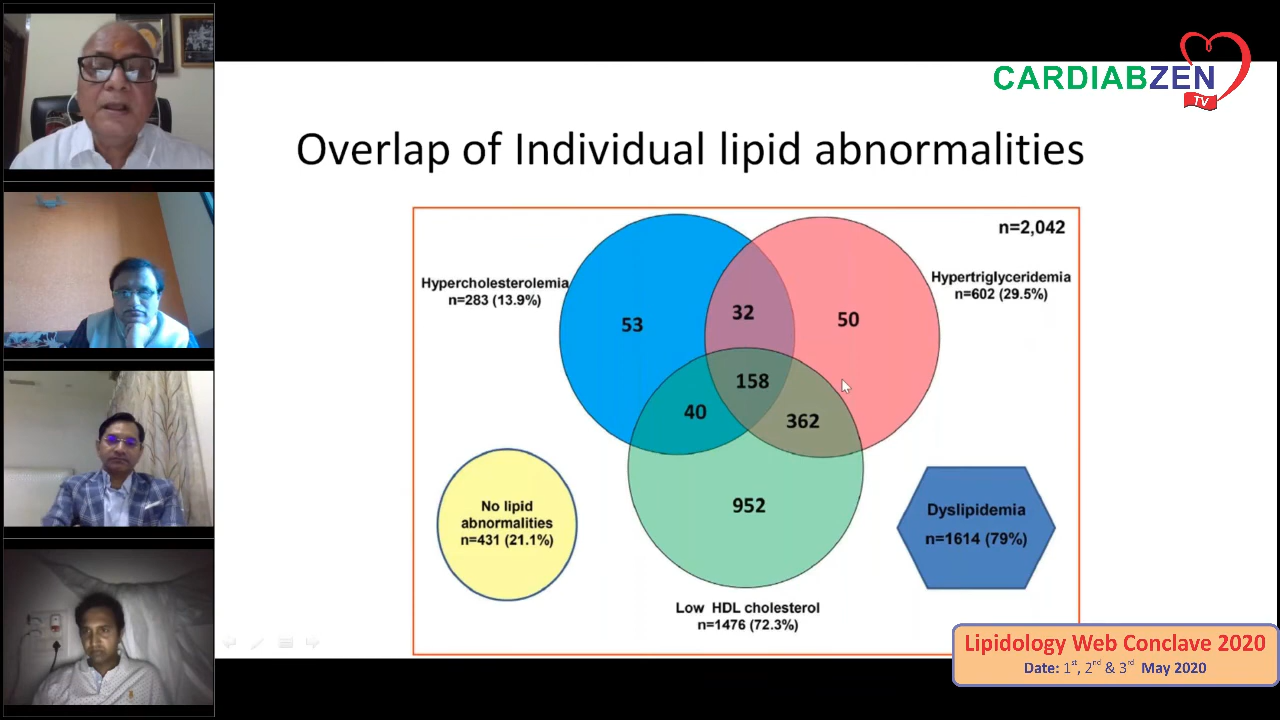 CARDIABZEN
TV
Overlap of Individual lipid abnormalities
n=2,042
Hypercholesterolemia
n=283 (13.9%)
Hypertriglyceridemia
n=602 (29.5%)
53
32
50
158
40
362
952
No lipid
abnormalities
n=431 (21.1%)
Dyslipidemia
n=1614 (79%)
Low HDL cholesterol
n=1476 (72.3%)
Lipidology Web Conclave 2020
Date: 1st, 2nd & 3rd May 2020